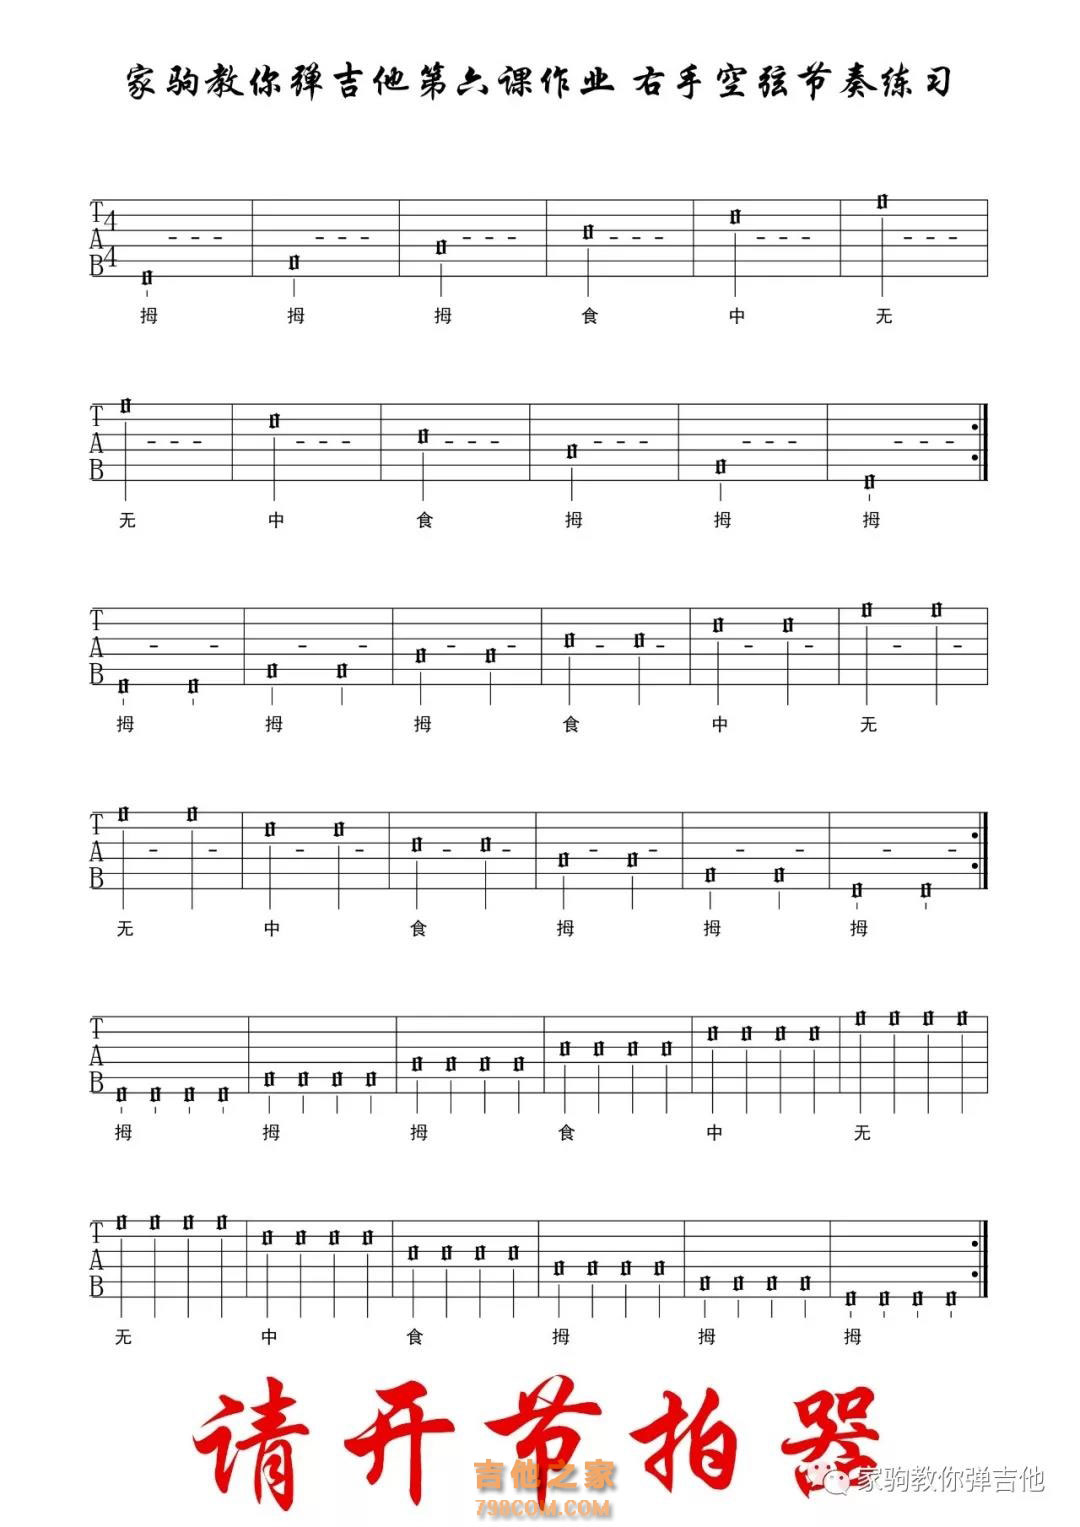 家驹教你弹吉他第六课作业 右手空弦节奏练习
T A B 4 4 0 - - - 0 - - - 0 - - - 0 - - - 0 - - - 0 - - -
拇 拇 拇 食 中 无
T A B 0 - - - 0 - - - 0 - - - 0 - - - 0 - - - 0 - - -
无 中 食 拇 拇 拇
T A B 0 - 0 - 0 - 0 - 0 - 0 - 0 - 0 - 0 - 0 - 0 - 0 -
拇 拇 拇 食 中 无
T A B 0 - 0 - 0 - 0 - 0 - 0 - 0 - 0 - 0 - 0 - 0 - 0 -
无 中 食 拇 拇 拇
T A B 0 0 0 0 0 0 0 0 0 0 0 0 0 0 0 0 0 0 0 0 0 0 0 0
拇 拇 拇 食 中 无
T A B 0 0 0 0 0 0 0 0 0 0 0 0 0 0 0 0 0 0 0 0 0 0 0 0
无 中 食 拇 拇 拇
请开节拍器
吉他之家
798COM.COM
家驹教你弹吉他